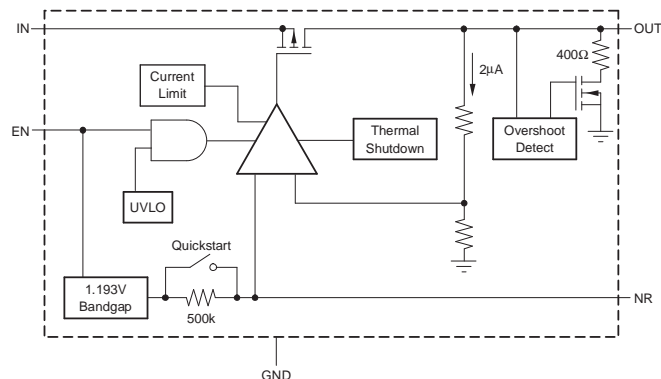 IN
OUT
400Ω
2μA
Current
Limit
EN
Thermal
Shutdown
Overshoot
Detect
UVLO
Quickstart
1.193V
Bandgap
500k
NR
GND